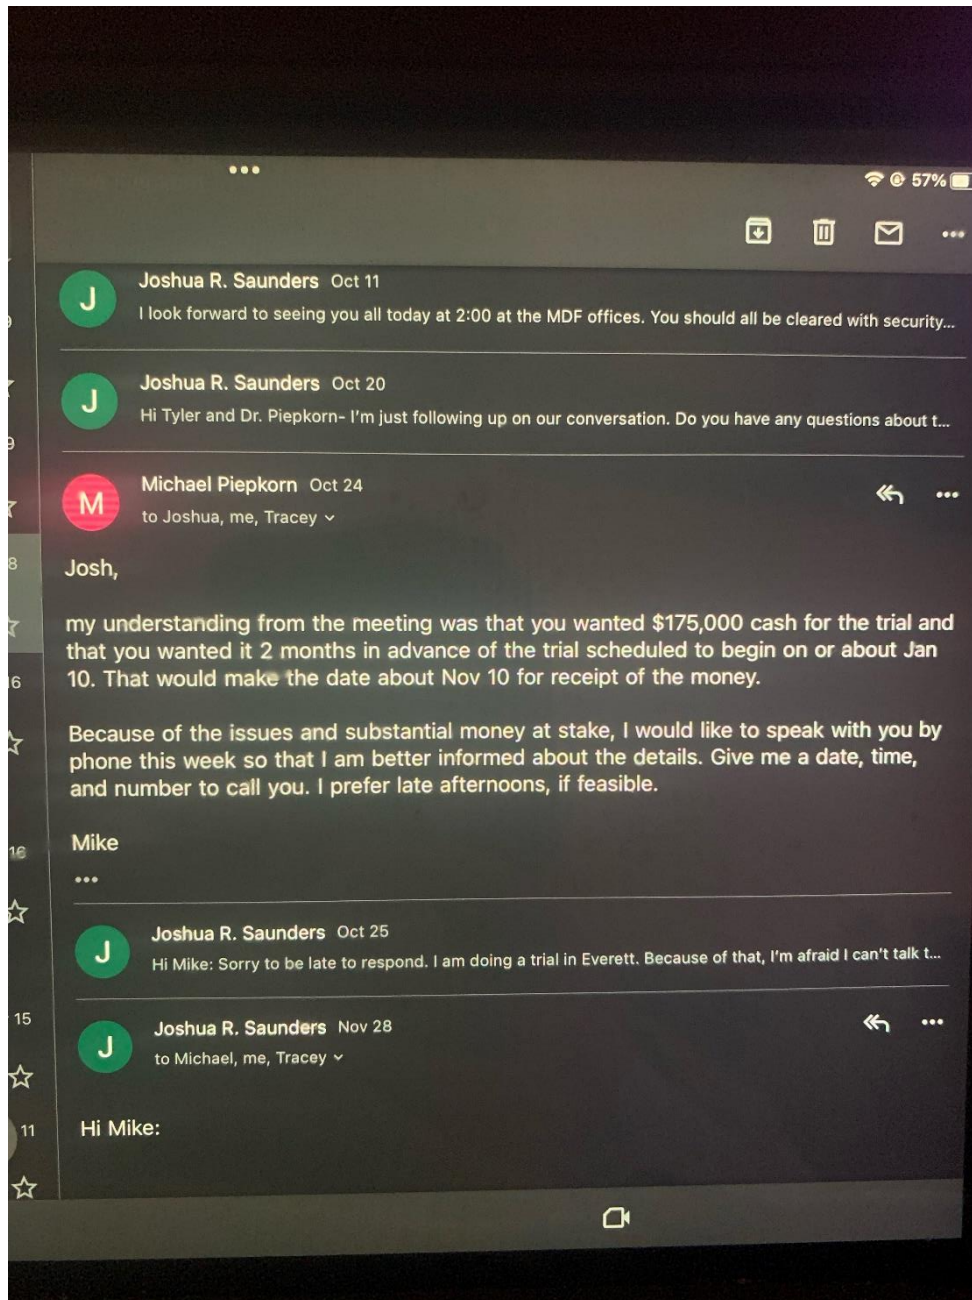 57%
J
Joshua R. Saunders Oct 11
I look forward to seeing you all today at 2:00 at the MDF offices. You should all be cleared with security...
J
Joshua R. Saunders Oct 20
Hi Tyler and Dr. Piepkorn- I'm just following up on our conversation. Do you have any questions about t...
M
Michael Piepkorn Oct 24
to Joshua, me, Tracey
8
Josh,
my understanding from the meeting was that you wanted $175,000 cash for the trial and
that you wanted it 2 months in advance of the trial scheduled to begin on or about Jan
16
10. That would make the date about Nov 10 for receipt of the money.
Because of the issues and substantial money at stake, I would like to speak with you by
phone this week so that I am better informed about the details. Give me a date, time,
and number to call you. I prefer late afternoons, if feasible.
16
Mike
...
J
Joshua R. Saunders Oct 25
Hi Mike: Sorry to be late to respond. I am doing a trial in Everett. Because of that, I'm afraid I can't talk t...
15
J
Joshua R. Saunders Nov 28
to Michael, me, Tracey
11
Hi Mike: